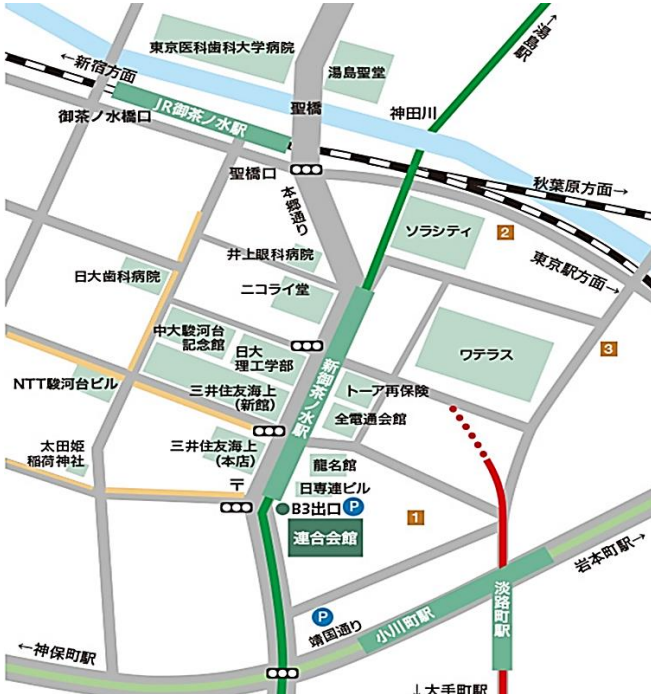 東京医科歯科大学病院
湯島聖堂
←湯島駅
←新宿方面
JR御茶ノ水駅
聖橋
神田川
御茶ノ水橋口
聖橋口
本郷通り
秋葉原方面→
ソラシティ
2
井上眼科病院
東京駅方面→
日大歯科病院
ニコライ堂
中大駿河台
記念館
日大
理工学部
新御茶ノ水駅
ワテラス
3
NTT駿河台ビル
三井住友海上
(新館)
トーア再保険
全電通会館
太田姫
稲荷神社
三井住友海上
(本店)
龍名館
〒
日専連ビル
B3出口
P
1
連合会館
岩本町駅→
P
靖国通り
小川町駅
淡路町駅
←神保町駅
↓大手町駅